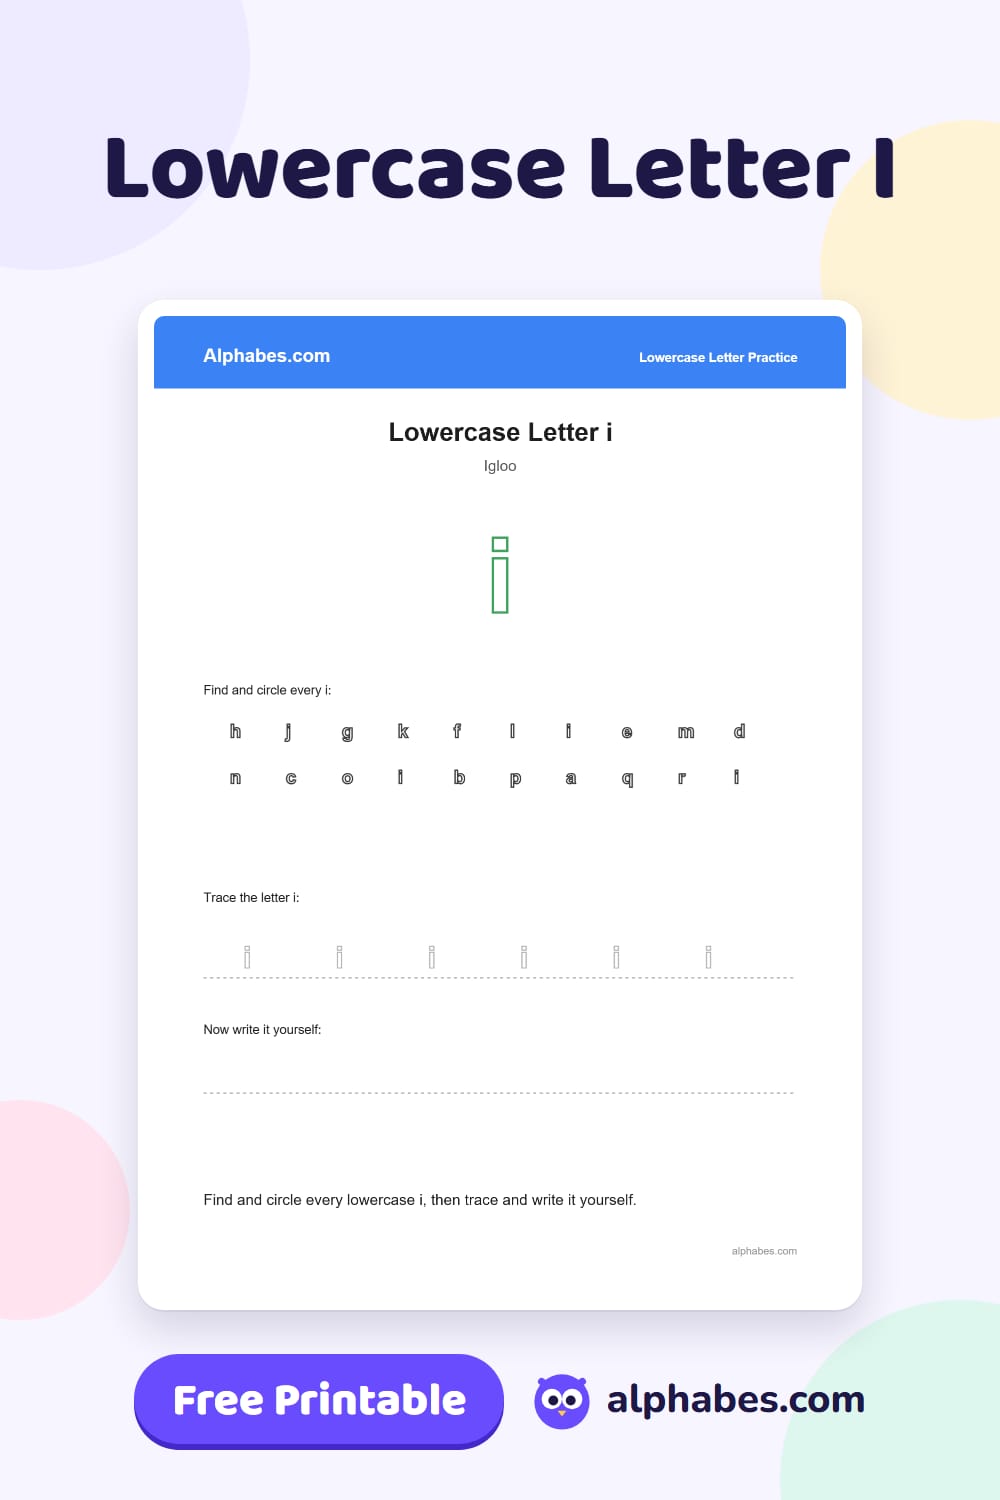 Lowercase Letter I
Alphabes.com
Lowercase Letter Practice
Lowercase Letter i
Igloo
i
Find and circle every i:
h j g k f l i e m d
n c o i b p a q r i
Trace the letter i:
i i i i i i
Now write it yourself:
Find and circle every lowercase i, then trace and write it yourself.
alphabes.com
Free Printable
alphabes.com